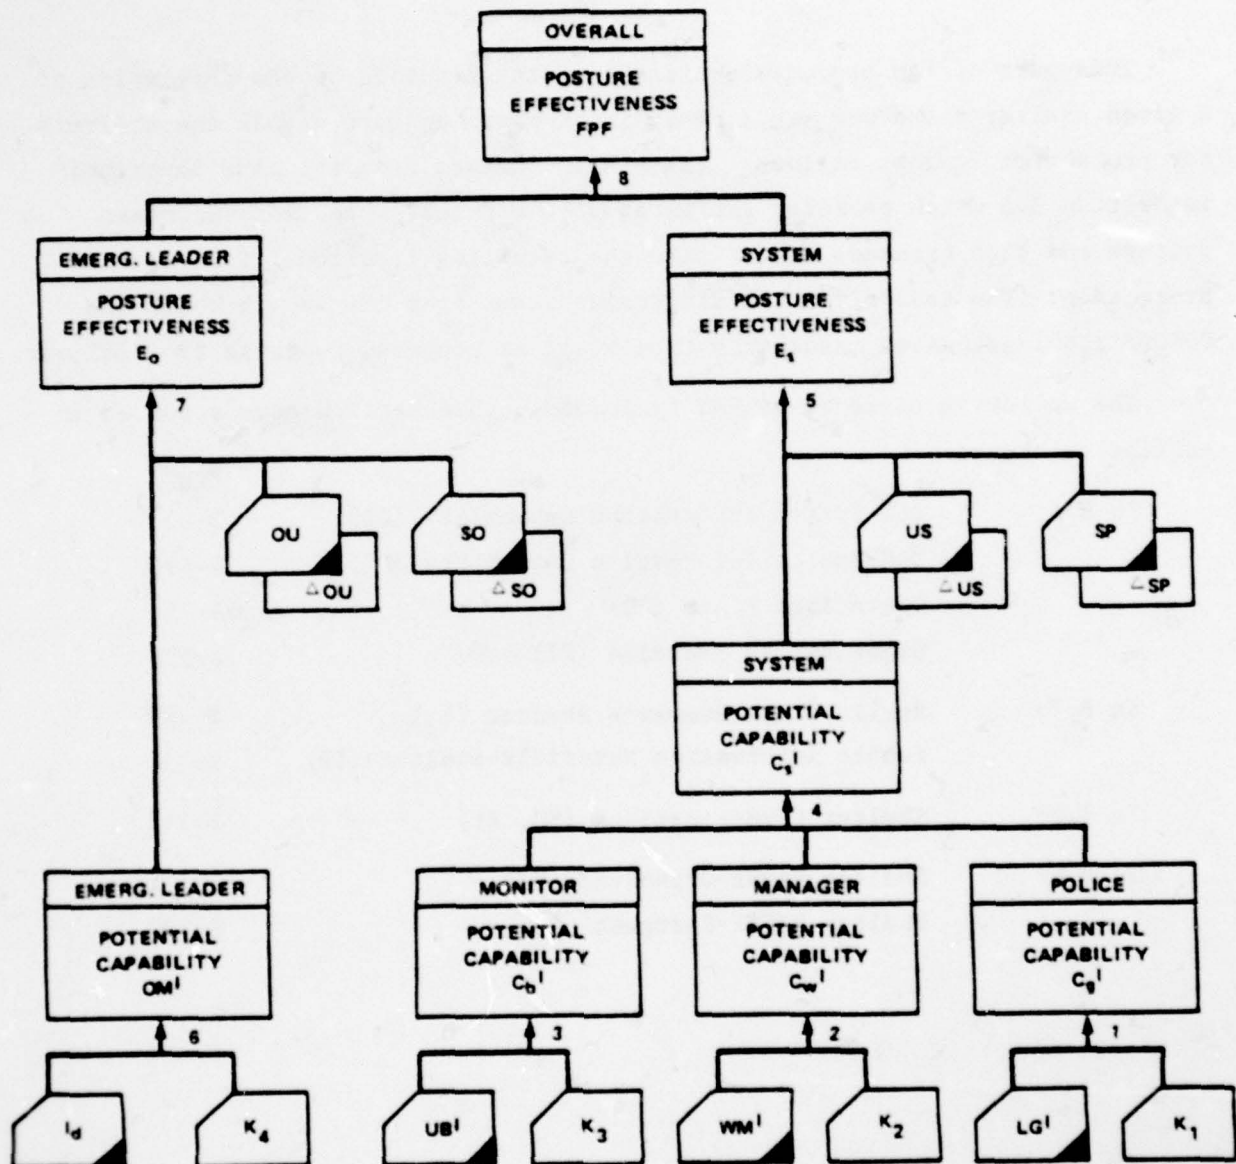 OVERALL
POSTURE
EFFECTIVENESS
FPF
8
EMERG. LEADER
POSTURE
EFFECTIVENESS
E₀
SYSTEM
POSTURE
EFFECTIVENESS
Eₛ
7
5
OU
△ OU
SO
△ SO
US
△ US
SP
△ SP
SYSTEM
POTENTIAL
CAPABILITY
Cₛᴵ
4
EMERG. LEADER
POTENTIAL
CAPABILITY
OMᴵ
MONITOR
POTENTIAL
CAPABILITY
C_bᴵ
MANAGER
POTENTIAL
CAPABILITY
C_wᴵ
POLICE
POTENTIAL
CAPABILITY
C_gᴵ
6
3
2
1
I_d
K₄
UBᴵ
K₃
WMᴵ
K₂
LGᴵ
K₁